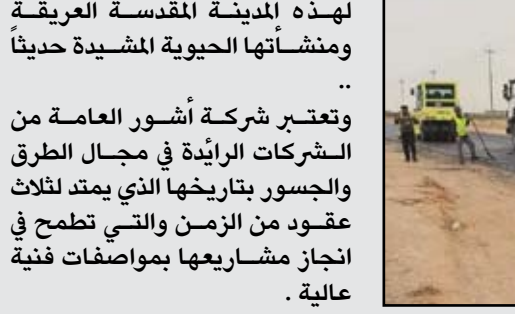 لهذه المدينة المقدسة العريقة
ومنشأتها الحيوية المشيدة حديثاً
..
وتعتبر شركة أشور العامة من
الشركات الرائدة في مجال الطرق
والجسور بتاريخها الذي يمتد لثلاث
عقود من الزمن والتي تطمح في
انجاز مشاريعها بمواصفات فنية
عالية .